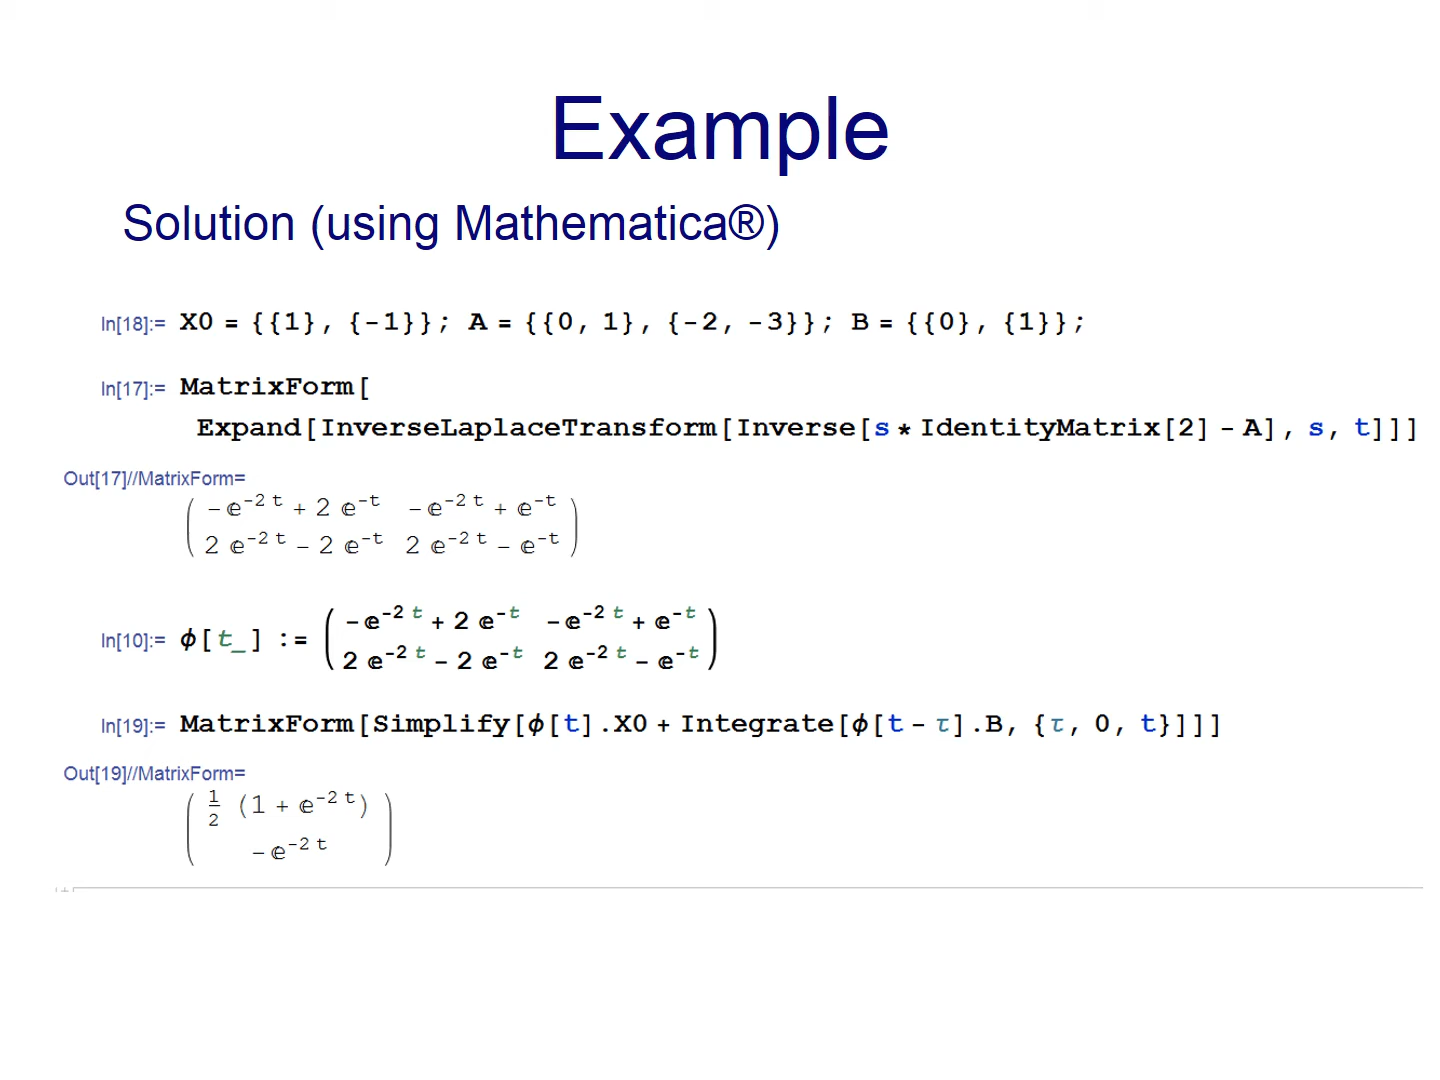 Example
Solution (using Mathematica®)
In[18]:= X0 = {{1}, {-1}}; A = {{0, 1}, {-2, -3}}; B = {{0}, {1}};
In[17]:= MatrixForm[
Expand[InverseLaplaceTransform[Inverse[s * IdentityMatrix[2] - A], s, t]]]
Out[17]//MatrixForm=
( -e^-2 t + 2 e^-t   -e^-2 t + e^-t
2 e^-2 t - 2 e^-t   2 e^-2 t - e^-t )
In[10]:= ϕ[t_] := ( -e^-2 t + 2 e^-t   -e^-2 t + e^-t
2 e^-2 t - 2 e^-t   2 e^-2 t - e^-t )
In[19]:= MatrixForm[Simplify[ϕ[t].X0 + Integrate[ϕ[t - τ].B, {τ, 0, t}]]]
Out[19]//MatrixForm=
( 1/2 (1 + e^-2 t)
-e^-2 t )